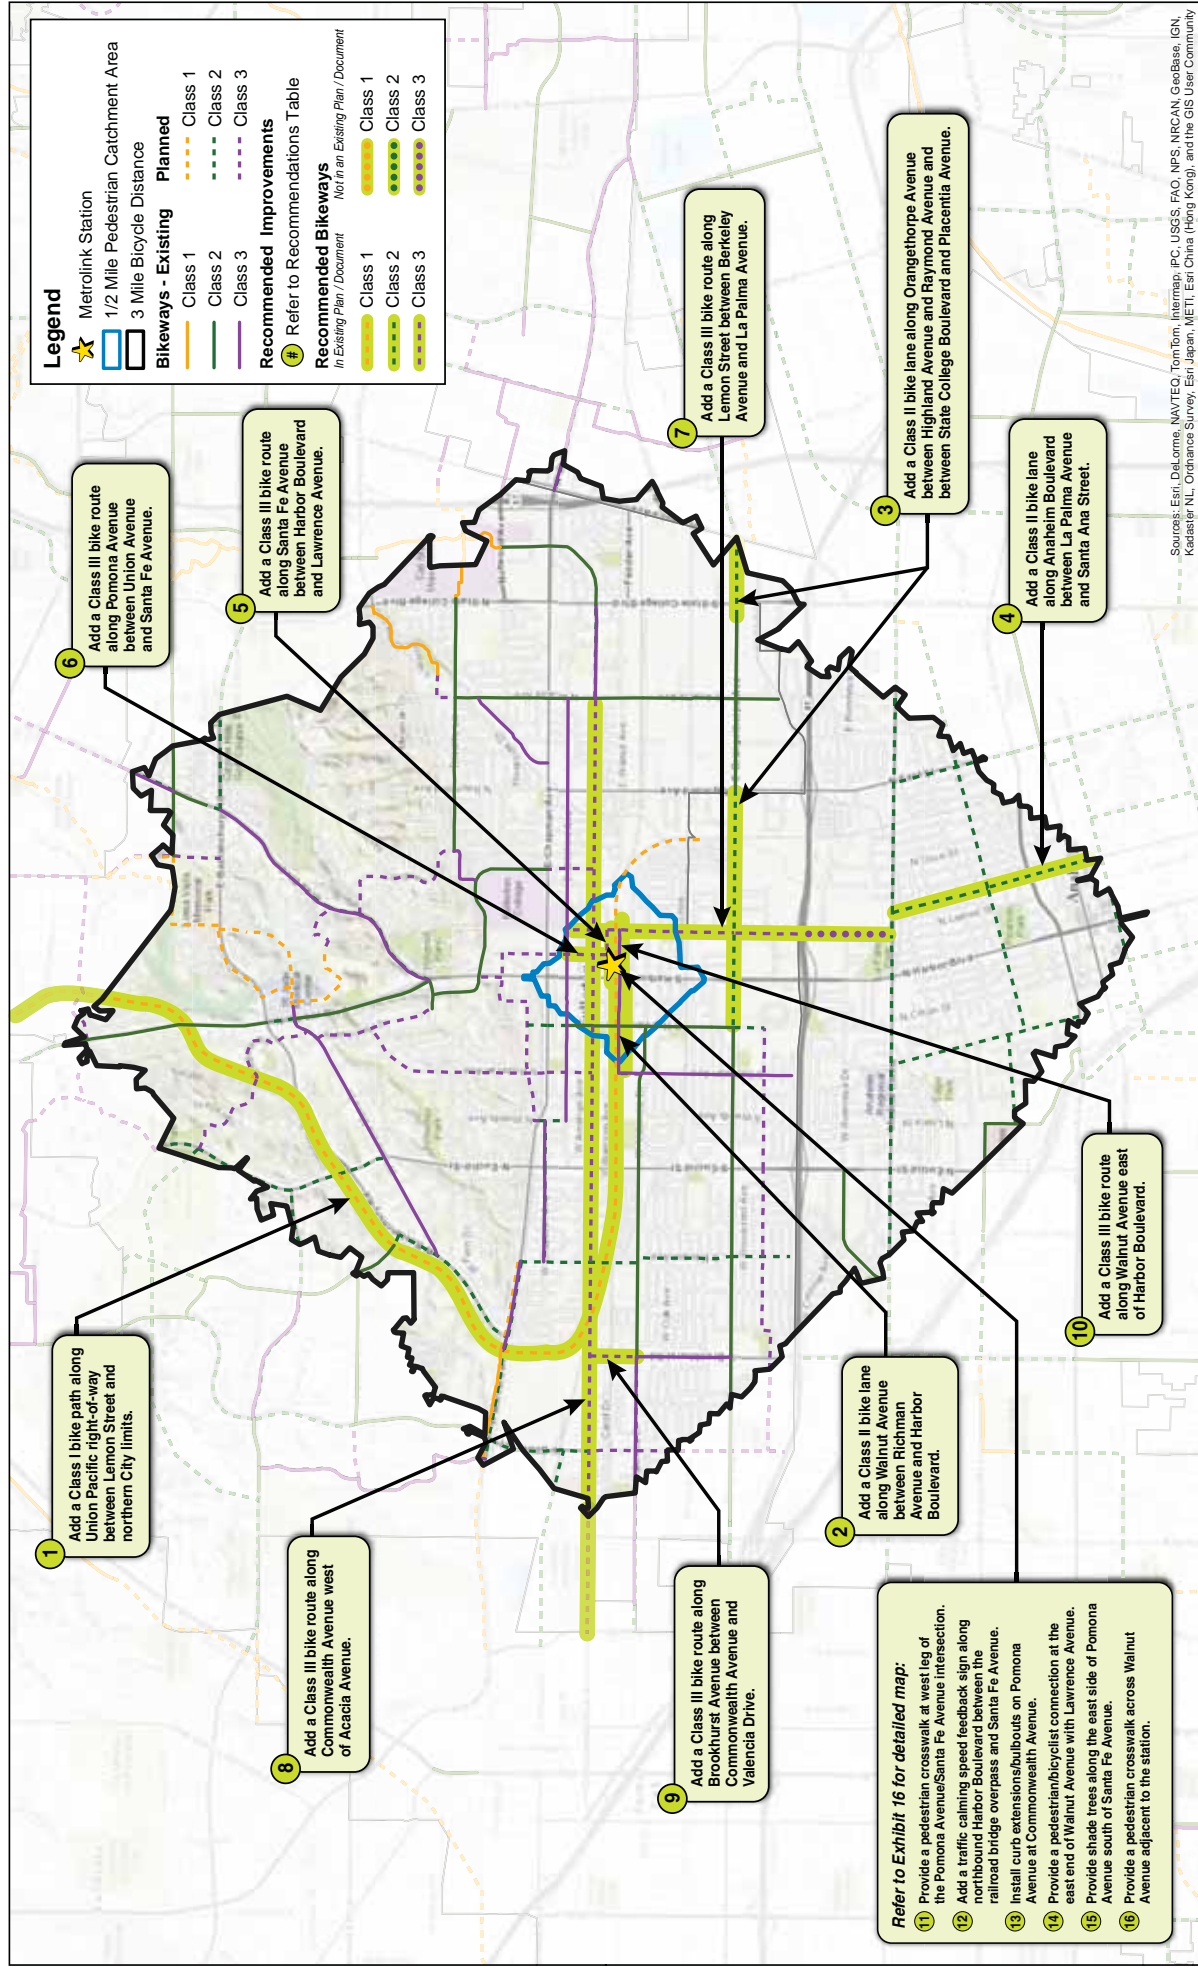 Legend
Metrolink Station
1/2 Mile Pedestrian Catchment Area
3 Mile Bicycle Distance
Bikeways - Existing
Planned
Class 1
Class 1
Class 2
Class 2
Class 3
Class 3
Recommended Improvements
# Refer to Recommendations Table
Recommended Bikeways
In Existing Plan / Document
Not in an Existing Plan / Document
Class 1
Class 1
Class 2
Class 2
Class 3
Class 3
1
Add a Class I bike path along
Union Pacific right-of-way
between Lemon Street and
northern City limits.
6
Add a Class III bike route
along Pomona Avenue
between Union Avenue
and Santa Fe Avenue.
5
Add a Class III bike route
along Santa Fe Avenue
between Harbor Boulevard
and Lawrence Avenue.
8
Add a Class III bike route along
Commonwealth Avenue west
of Acacia Avenue.
7
Add a Class III bike route along
Lemon Street between Berkeley
Avenue and La Palma Avenue.
9
Add a Class III bike route along
Brookhurst Avenue between
Commonwealth Avenue and
Valencia Drive.
2
Add a Class II bike lane
along Walnut Avenue
between Richman
Avenue and Harbor
Boulevard.
3
Add a Class II bike lane along Orangethorpe Avenue
between Highland Avenue and Raymond Avenue and
between State College Boulevard and Placentia Avenue.
4
Add a Class II bike lane
along Anaheim Boulevard
between La Palma Avenue
and Santa Ana Street.
10
Add a Class III bike route
along Walnut Avenue east
of Harbor Boulevard.
Refer to Exhibit 16 for detailed map:
11 Provide a pedestrian crosswalk at west leg of
the Pomona Avenue/Santa Fe Avenue intersection.
12 Add a traffic calming speed feedback sign along
northbound Harbor Boulevard between the
railroad bridge overpass and Santa Fe Avenue.
13 Install curb extensions/bulbouts on Pomona
Avenue at Commonwealth Avenue.
14 Provide a pedestrian/bicyclist connection at the
east end of Walnut Avenue with Lawrence Avenue.
15 Provide shade trees along the east side of Pomona
Avenue south of Santa Fe Avenue.
16 Provide a pedestrian crosswalk across Walnut
Avenue adjacent to the station.
Sources: Esri, DeLorme, NAVTEQ, TomTom, Intermap, iPC, USGS, FAO, NPS, NRCAN, GeoBase, IGN,
Kadaster NL, Ordnance Survey, Esri Japan, METI, Esri China (Hong Kong), and the GIS User Community